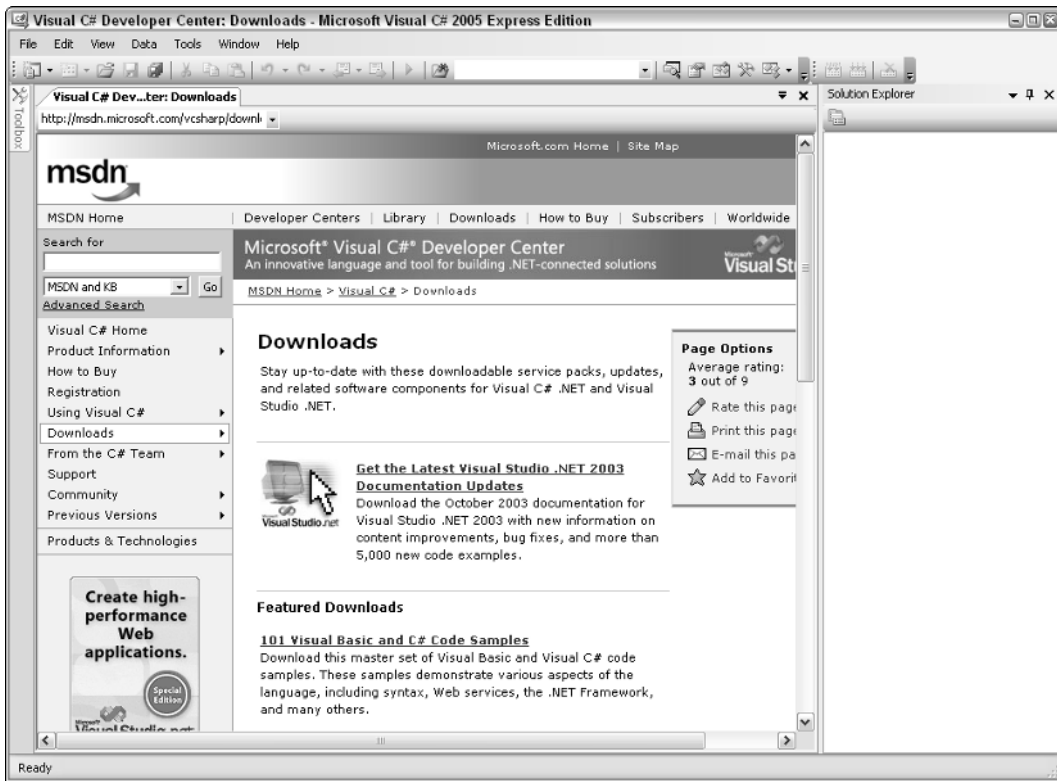 Visual C# Developer Center: Downloads - Microsoft Visual C# 2005 Express Edition
File Edit View Data Tools Window Help
Toolbox
Visual C# Dev...ter: Downloads
Solution Explorer
http://msdn.microsoft.com/vcsharp/downl
Microsoft.com Home | Site Map
msdn
MSDN Home | Developer Centers | Library | Downloads | How to Buy | Subscribers | Worldwide
Search for
MSDN and KB
Go
Advanced Search
Microsoft® Visual C#® Developer Center
An innovative language and tool for building .NET-connected solutions
Microsoft
Visual St
MSDN Home > Visual C# > Downloads
Visual C# Home
Product Information
How to Buy
Registration
Using Visual C#
Downloads
From the C# Team
Support
Community
Previous Versions
Products & Technologies
Create high-
performance
Web
applications.
Special
Edition
Visual Studio.net
Downloads
Stay up-to-date with these downloadable service packs, updates,
and related software components for Visual C# .NET and Visual
Studio .NET.
Visual Studio.net
Get the Latest Visual Studio .NET 2003
Documentation Updates
Download the October 2003 documentation for
Visual Studio .NET 2003 with new information on
content improvements, bug fixes, and more than
5,000 new code examples.
Featured Downloads
101 Visual Basic and C# Code Samples
Download this master set of Visual Basic and Visual C# code
samples. These samples demonstrate various aspects of the
language, including syntax, Web services, the .NET Framework,
and many others.
Page Options
Average rating:
3 out of 9
Rate this page
Print this page
E-mail this pa
Add to Favorit
Ready